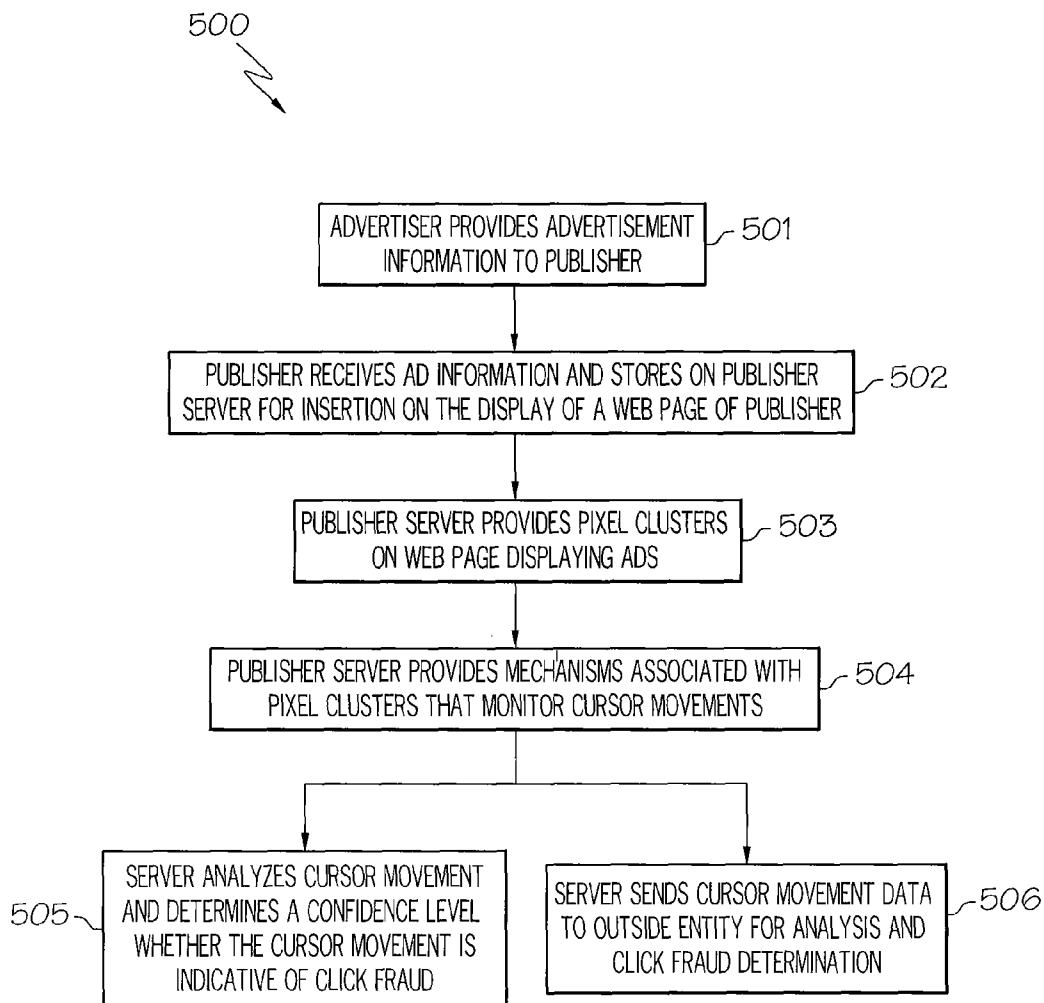 500
ADVERTISER PROVIDES ADVERTISEMENT
INFORMATION TO PUBLISHER
501
PUBLISHER RECEIVES AD INFORMATION AND STORES ON PUBLISHER
SERVER FOR INSERTION ON THE DISPLAY OF A WEB PAGE OF PUBLISHER
502
PUBLISHER SERVER PROVIDES PIXEL CLUSTERS
ON WEB PAGE DISPLAYING ADS
503
PUBLISHER SERVER PROVIDES MECHANISMS ASSOCIATED WITH
PIXEL CLUSTERS THAT MONITOR CURSOR MOVEMENTS
504
SERVER ANALYZES CURSOR MOVEMENT
AND DETERMINES A CONFIDENCE LEVEL
WHETHER THE CURSOR MOVEMENT IS
INDICATIVE OF CLICK FRAUD
505
SERVER SENDS CURSOR MOVEMENT DATA
TO OUTSIDE ENTITY FOR ANALYSIS AND
CLICK FRAUD DETERMINATION
506